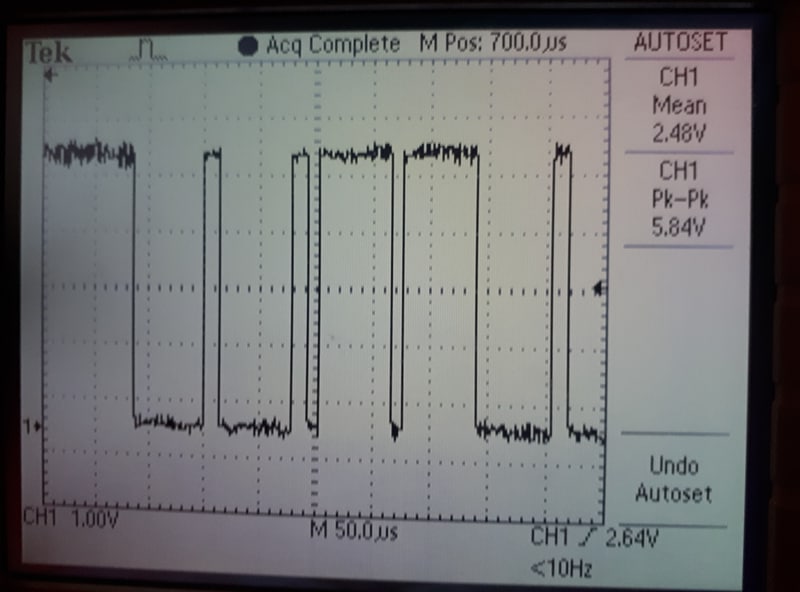 Tek
Acq Complete
M Pos: 700.0µs
AUTOSET
CH1
Mean
2.48V
CH1
Pk-Pk
5.84V
1
Undo
Autoset
CH1 1.00V
M 50.0µs
CH1 2.64V
<10Hz